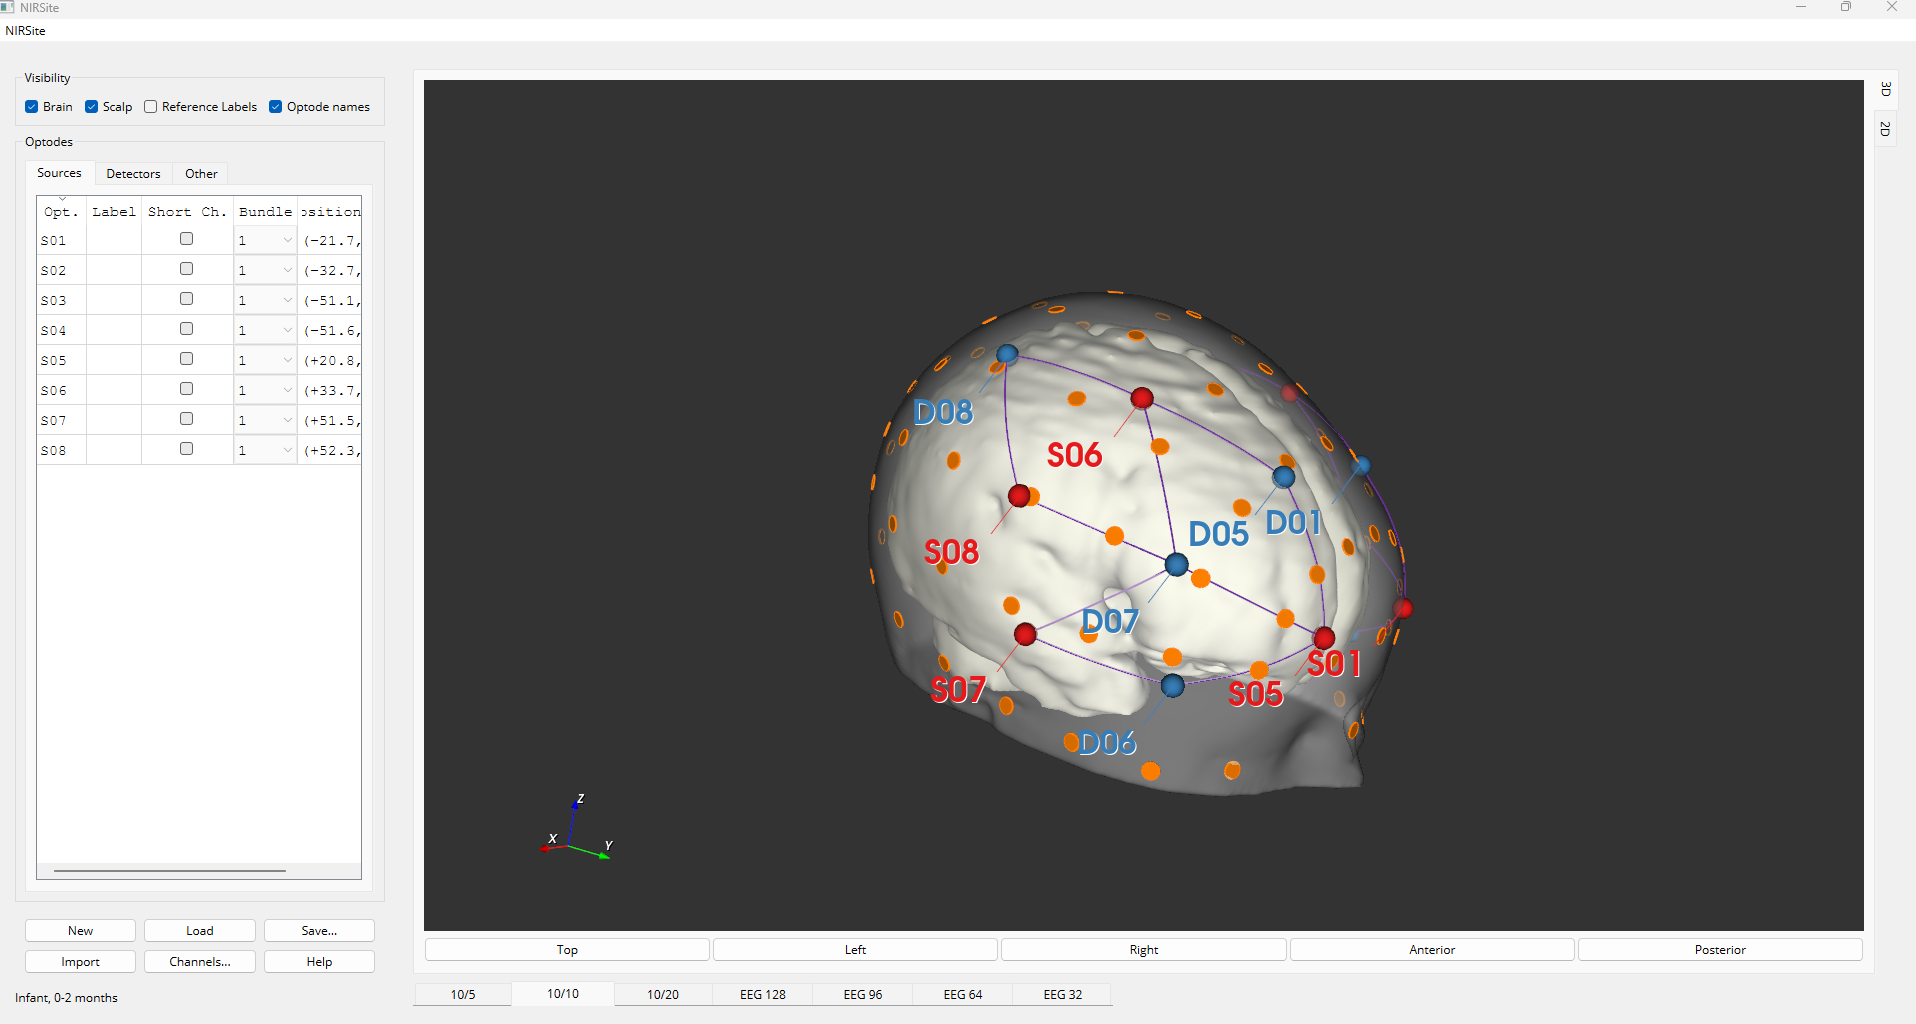 NIRSite
NIRSite
Visibility
Brain Scalp Reference Labels Optode names
Optodes
Sources Detectors Other
Opt. Label Short Ch. Bundle sition
S01 1 (-21.7,
S02 1 (-32.7,
S03 1 (-51.1,
S04 1 (-51.6,
S05 1 (+20.8,
S06 1 (+33.7,
S07 1 (+51.5,
S08 1 (+52.3,
New Load Save...
Import Channels... Help
Infant, 0-2 months
3D
2D
D08
S06
D05 D01
S08
D07
S01
S07 S05
D06
Z
X Y
Top Left Right Anterior Posterior
10/5 10/10 10/20 EEG 128 EEG 96 EEG 64 EEG 32